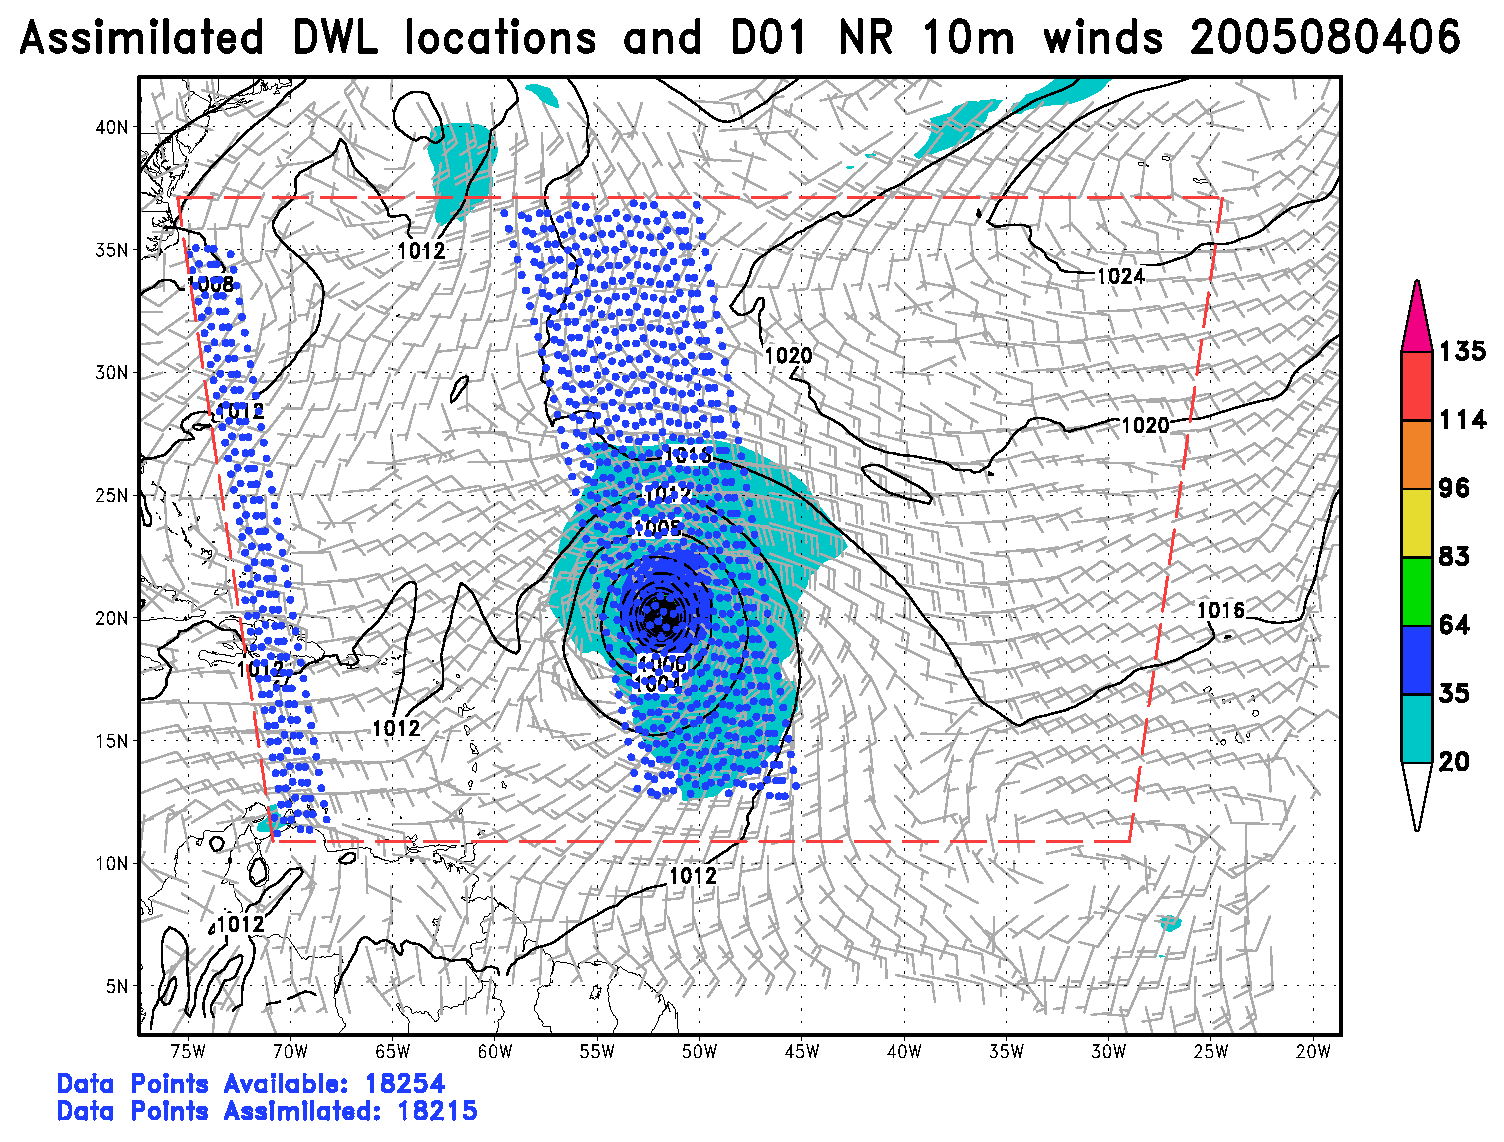 Assimilated DWL locations and D01 NR 10m winds 2005080406
40N
35N
30N
25N
20N
15N
10N
5N
1012
1008
1024
1020
1012
1020
1016
1012
1008
1016
1012
1000
1004
1012
1012
1012
135
114
96
83
64
35
20
75W 70W 65W 60W 55W 50W 45W 40W 35W 30W 25W 20W
Data Points Available: 18254
Data Points Assimilated: 18215